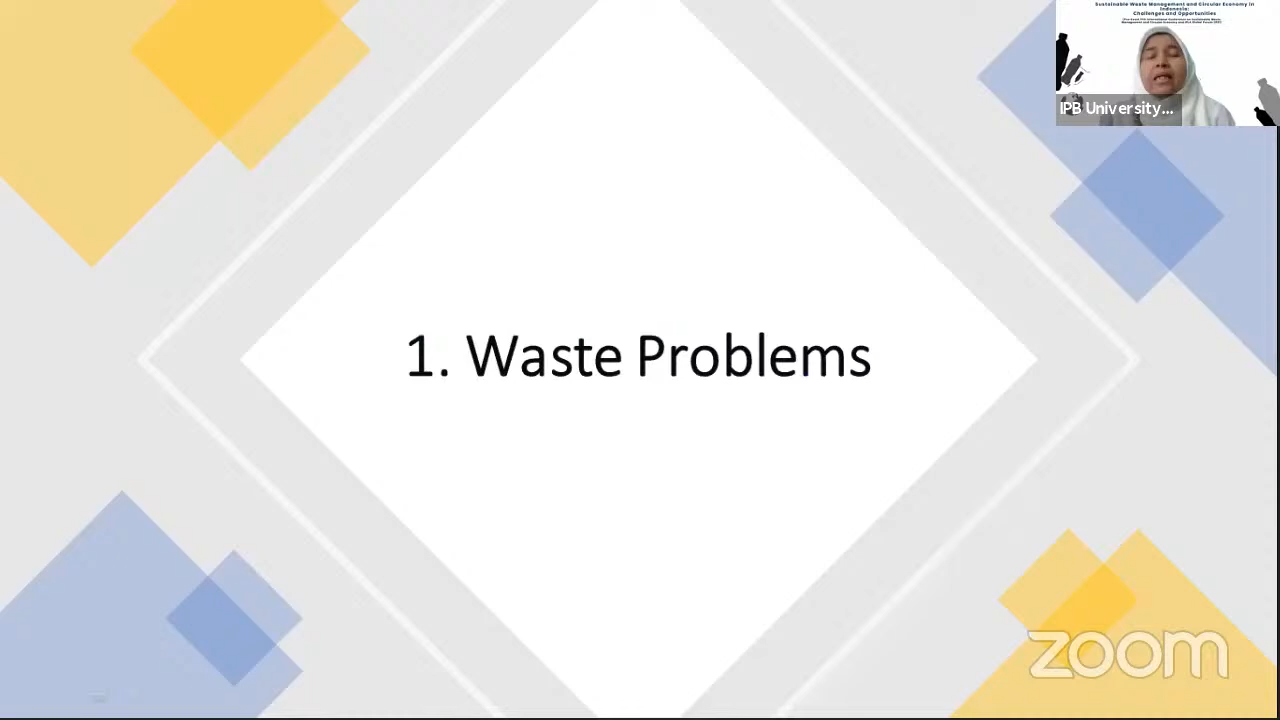 Sustainable Waste Management and Circular Economy in
Indonesia:
Challenges and Opportunities
IPB University...
1. Waste Problems
zoom